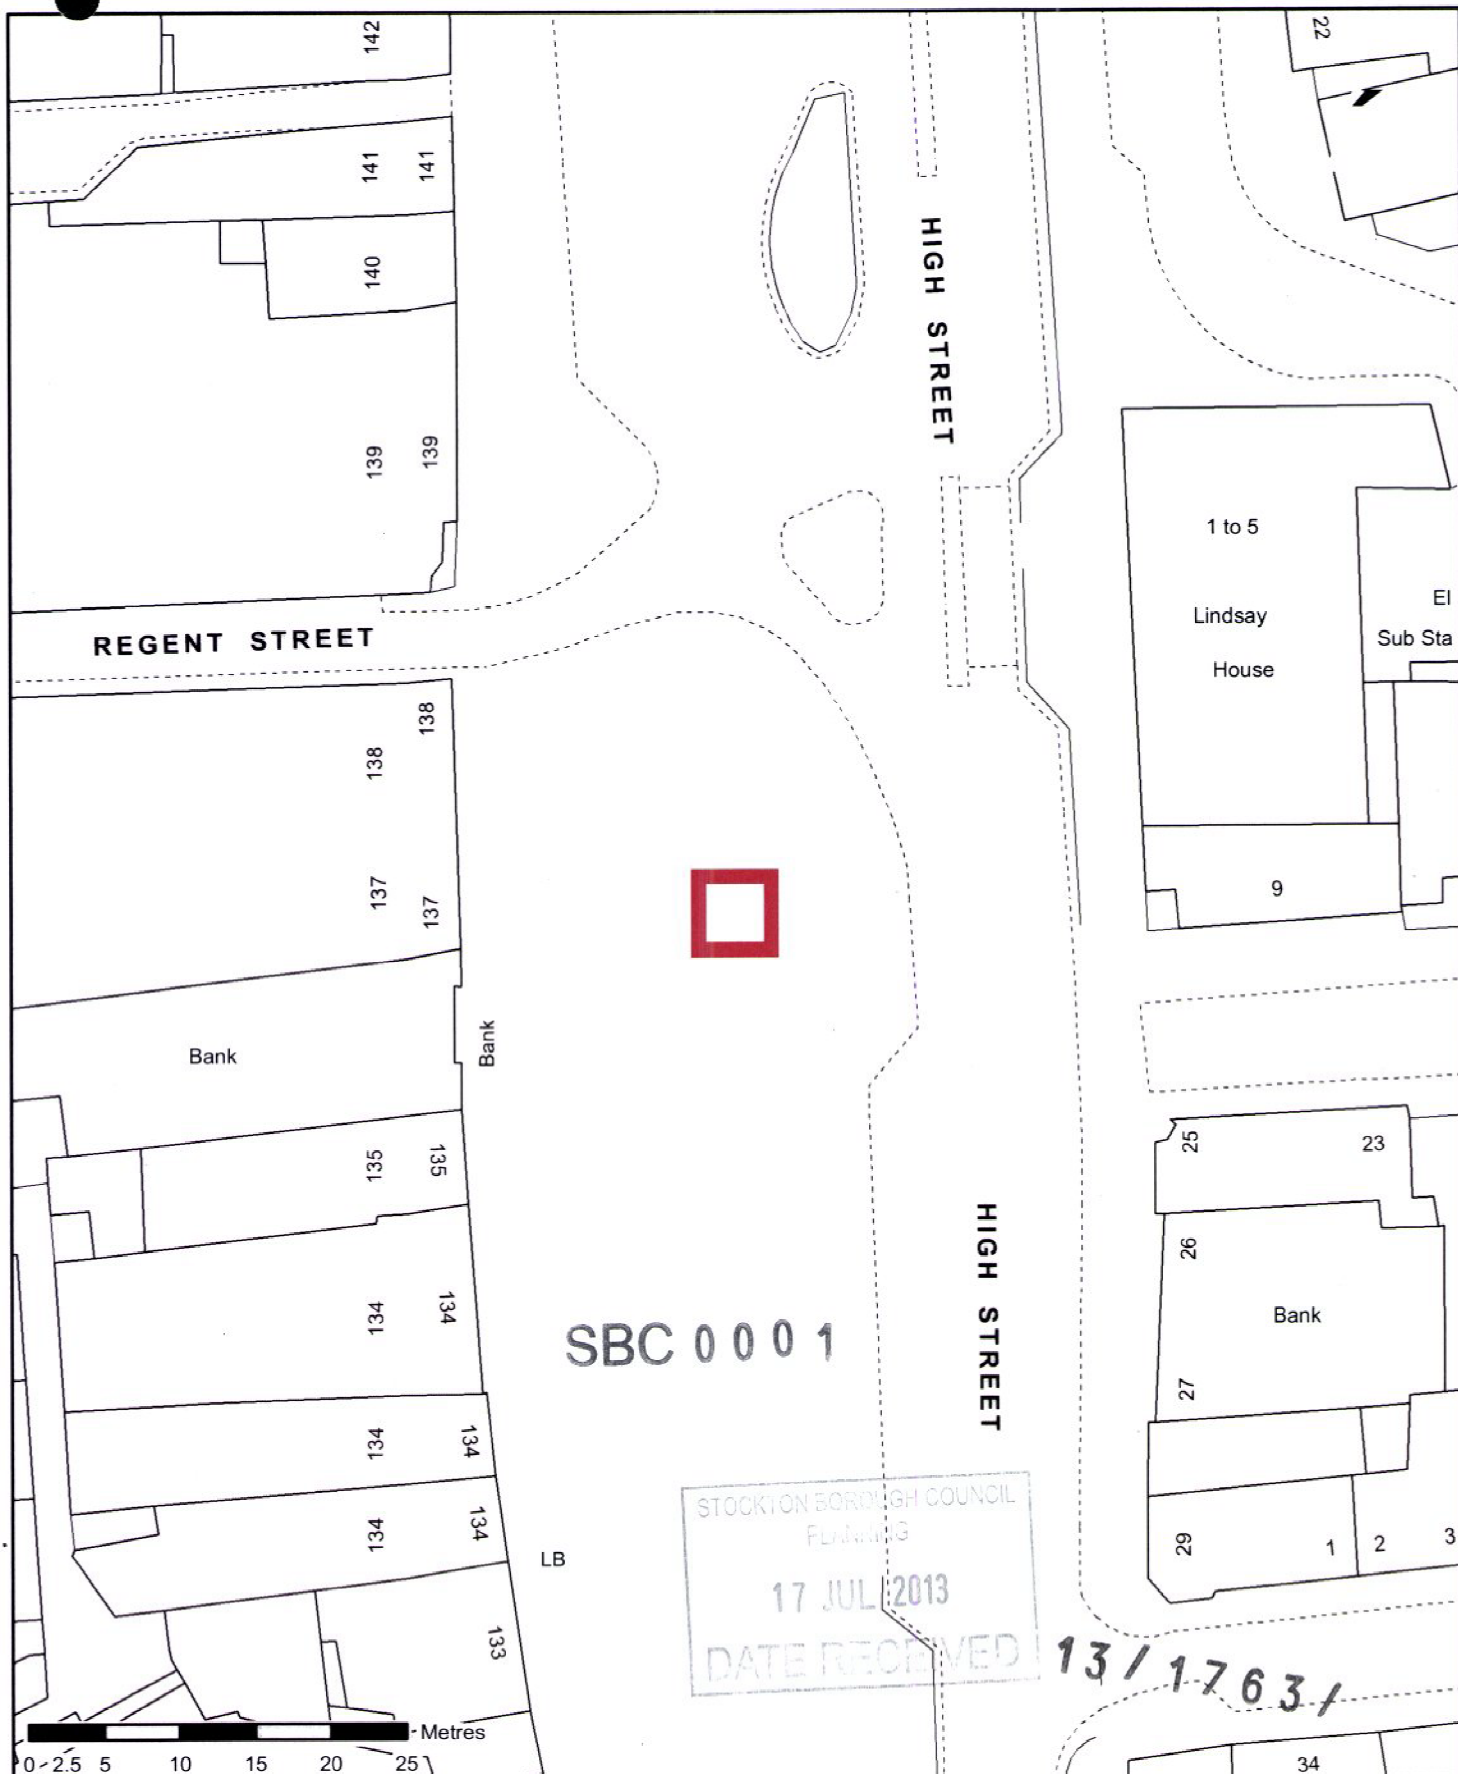 142
22
141 141
HIGH STREET
140
139 139
1 to 5
Lindsay
House
El
Sub Sta
REGENT STREET
138
138
137 137
9
Bank
Bank
25 23
135 135
HIGH STREET
26
134 134
Bank
SBC 0001
27
134 134
STOCKTON BOROUGH COUNCIL
PLANNING
17 JUL 2013
DATE RECEIVED
134 134
LB
29 1 2 3
133
13/1763/
Metres
0 2.5 5 10 15 20 25
34